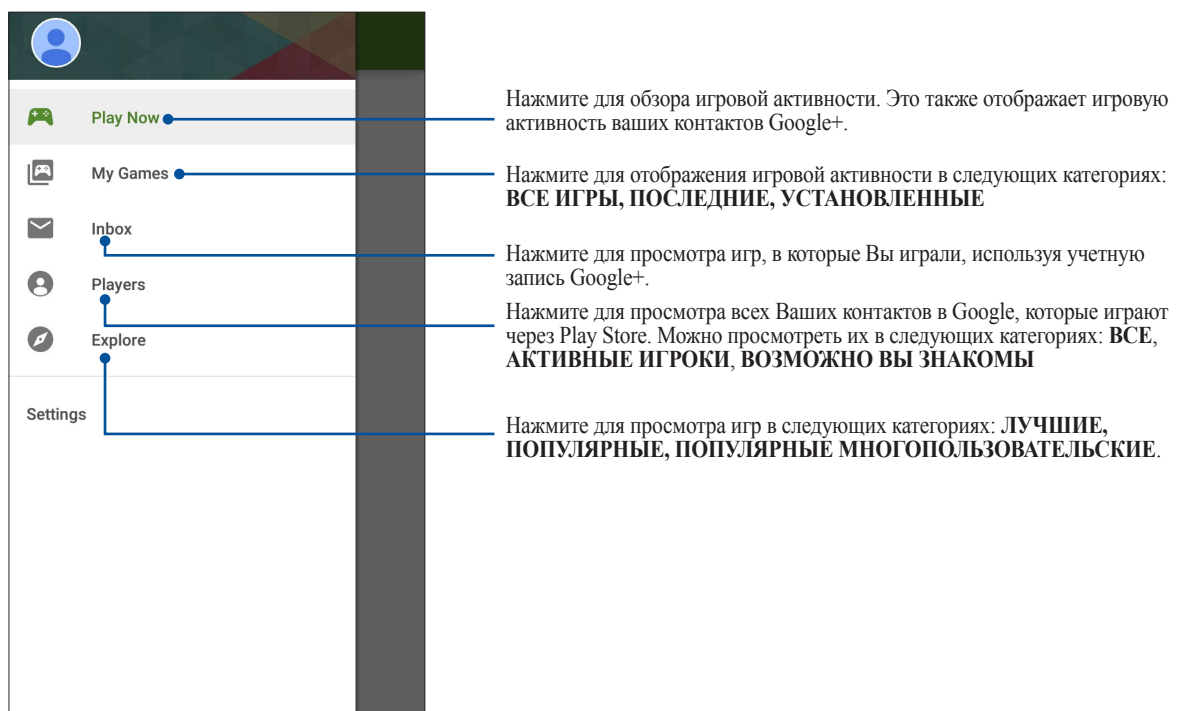 Play Now
Нажмите для обзора игровой активности. Это также отображает игровую
активность ваших контактов Google+.
My Games
Нажмите для отображения игровой активности в следующих категориях:
ВСЕ ИГРЫ, ПОСЛЕДНИЕ, УСТАНОВЛЕННЫЕ
Inbox
Нажмите для просмотра игр, в которые Вы играли, используя учетную
запись Google+.
Players
Нажмите для просмотра всех Ваших контактов в Google, которые играют
через Play Store. Можно просмотреть их в следующих категориях: ВСЕ,
АКТИВНЫЕ ИГРОКИ, ВОЗМОЖНО ВЫ ЗНАКОМЫ
Explore
Нажмите для просмотра игр в следующих категориях: ЛУЧШИЕ,
ПОПУЛЯРНЫЕ, ПОПУЛЯРНЫЕ МНОГОПОЛЬЗОВАТЕЛЬСКИЕ.
Settings